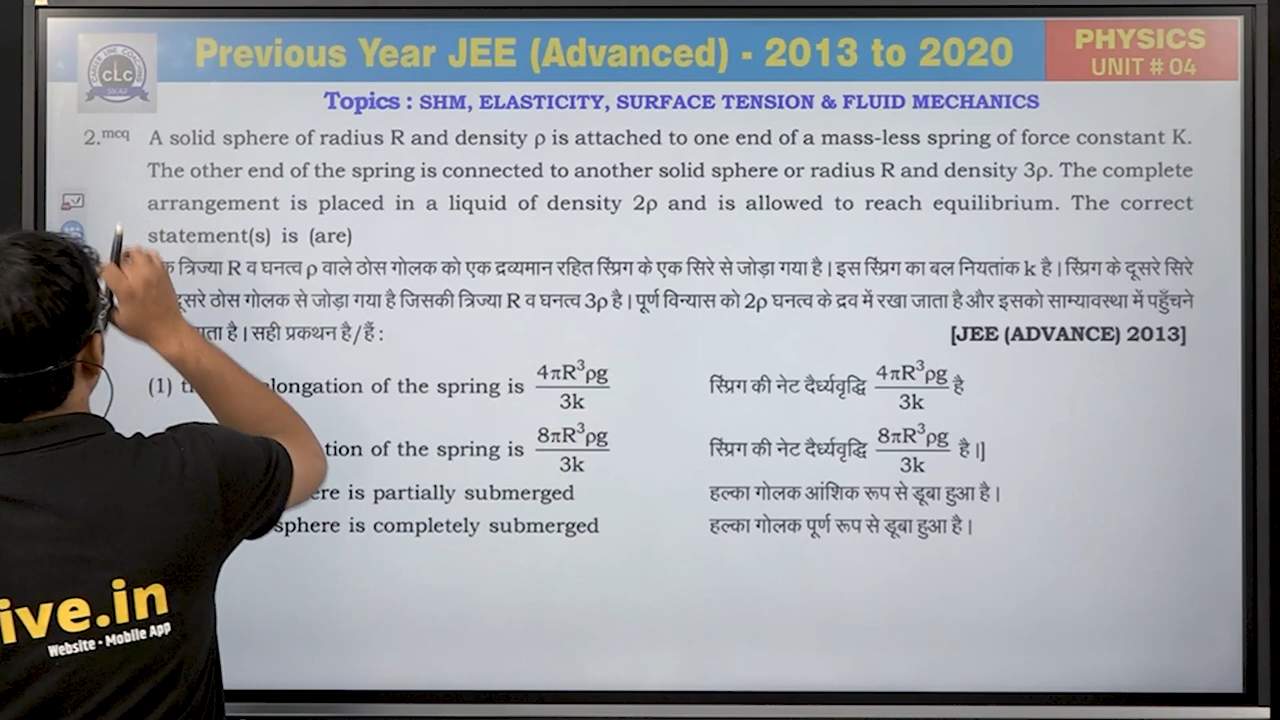 Previous Year JEE (Advanced) - 2013 to 2020
PHYSICS
UNIT # 04
CLC
Topics : SHM, ELASTICITY, SURFACE TENSION & FLUID MECHANICS
2.mcq A solid sphere of radius R and density ρ is attached to one end of a mass-less spring of force constant K.
The other end of the spring is connected to another solid sphere or radius R and density 3ρ. The complete
arrangement is placed in a liquid of density 2ρ and is allowed to reach equilibrium. The correct
statement(s) is (are)
त्रिज्या R व घनत्व ρ वाले ठोस गोलक को एक द्रव्यमान रहित स्प्रिंग के एक सिरे से जोड़ा गया है। इस स्प्रिंग का बल नियतांक k है। स्प्रिंग के दूसरे सिरे
ठोस गोलक से जोड़ा गया है जिसकी त्रिज्या R व घनत्व 3ρ है। पूर्ण विन्यास को 2ρ घनत्व के द्रव में रखा जाता है और इसको साम्यावस्था में पहुँचने
है। सही प्रकथन है/हैं :
[JEE (ADVANCE) 2013]
(1) of the spring is 4πR³ρg/3k
स्प्रिंग की नेट दैर्ध्यवृद्धि 4πR³ρg/3k है
of the spring is 8πR³ρg/3k
स्प्रिंग की नेट दैर्ध्यवृद्धि 8πR³ρg/3k है।]
is partially submerged
हल्का गोलक आंशिक रूप से डूबा हुआ है।
sphere is completely submerged
हल्का गोलक पूर्ण रूप से डूबा हुआ है।
ive.in
Website - Mobile App